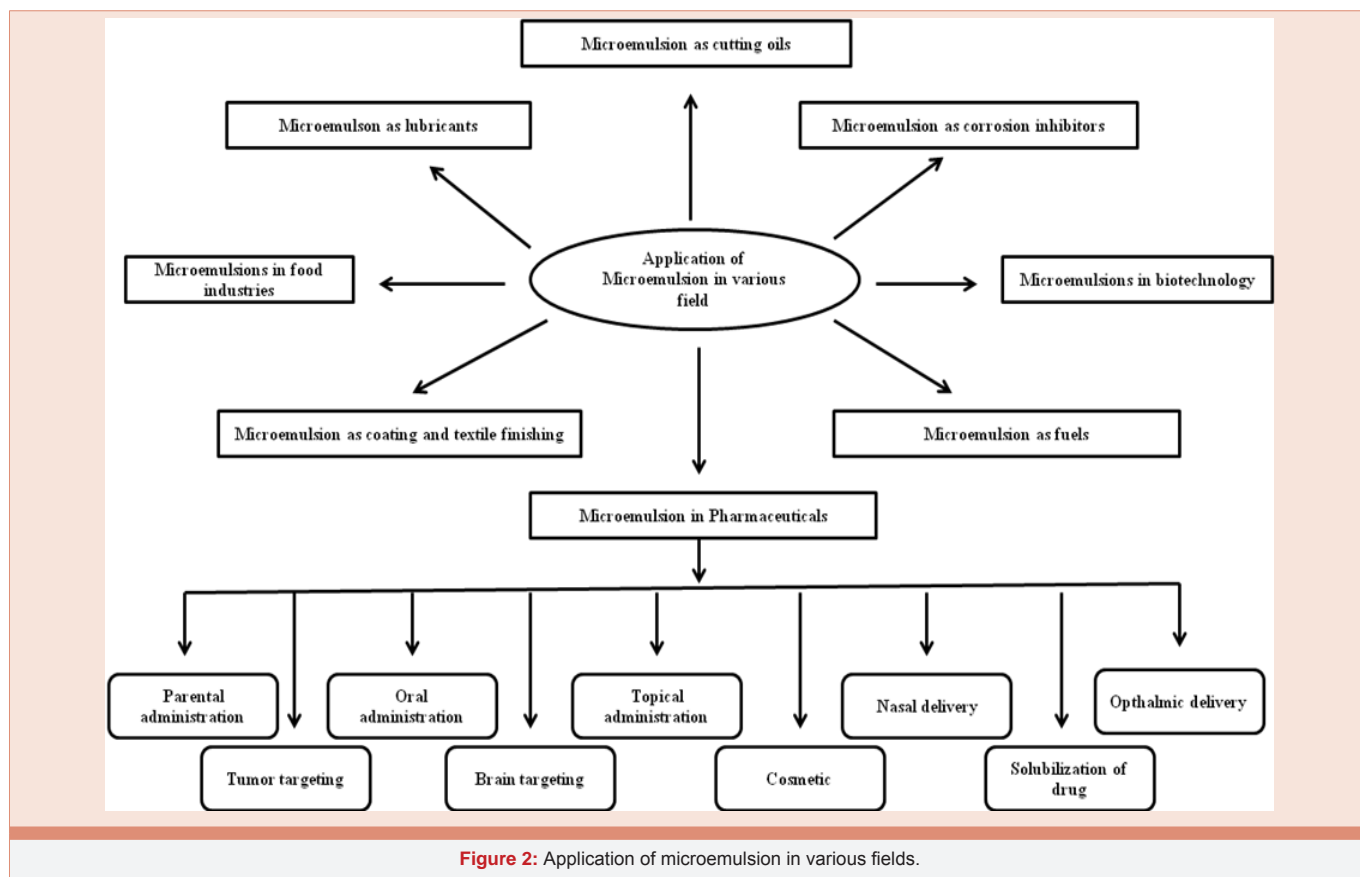 Microemulsion as cutting oils
Microemulson as lubricants
Microemulsion as corrosion inhibitors
Application of
Microemulsion in various
field
Microemulsions in food
industries
Microemulsions in biotechnology
Microemulsion as coating and textile finishing
Microemulsion as fuels
Microemulsion in Pharmaceuticals
Parental
administration
Oral
administration
Topical
administration
Nasal delivery
Opthalmic delivery
Tumor targeting
Brain targeting
Cosmetic
Solubilization of
drug
Figure 2: Application of microemulsion in various fields.